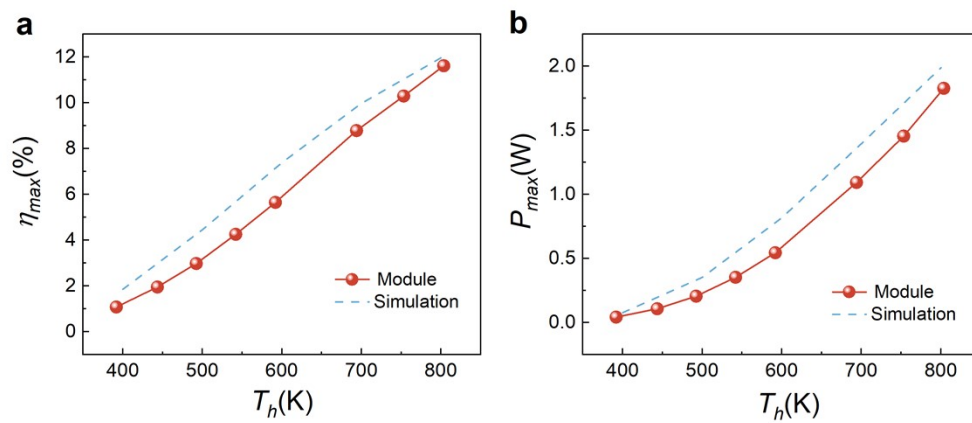 a
12
10
8
6
4
2
0
η_max(%)
Module
Simulation
400 500 600 700 800
T_h(K)
b
2.0
1.5
1.0
0.5
0.0
P_max(W)
Module
Simulation
400 500 600 700 800
T_h(K)